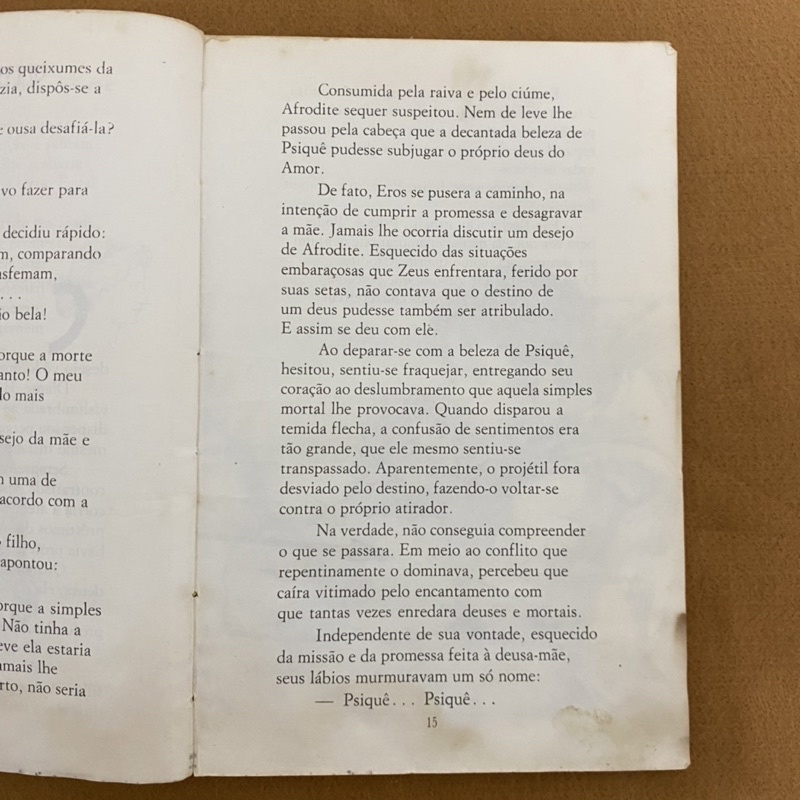 os queixumes da
zia, dispôs-se a
e ousa desafiá-la?
vo fazer para
decidiu rápido:
m, comparando
asfemam,
...
io bela!
orque a morte
anto! O meu
do mais
sejo da mãe e
n uma de
acordo com a
filho,
apontou:
orque a simples
Não tinha a
eve ela estaria
amais lhe
rto, não seria
Consumida pela raiva e pelo ciúme,
Afrodite sequer suspeitou. Nem de leve lhe
passou pela cabeça que a decantada beleza de
Psiquê pudesse subjugar o próprio deus do
Amor.
De fato, Eros se pusera a caminho, na
intenção de cumprir a promessa e desagravar
a mãe. Jamais lhe ocorria discutir um desejo
de Afrodite. Esquecido das situações
embaraçosas que Zeus enfrentara, ferido por
suas setas, não contava que o destino de
um deus pudesse também ser atribulado.
E assim se deu com ele.
Ao deparar-se com a beleza de Psiquê,
hesitou, sentiu-se fraquejar, entregando seu
coração ao deslumbramento que aquela simples
mortal lhe provocava. Quando disparou a
temida flecha, a confusão de sentimentos era
tão grande, que ele mesmo sentiu-se
transpassado. Aparentemente, o projétil fora
desviado pelo destino, fazendo-o voltar-se
contra o próprio atirador.
Na verdade, não conseguia compreender
o que se passara. Em meio ao conflito que
repentinamente o dominava, percebeu que
caíra vitimado pelo encantamento com
que tantas vezes enredara deuses e mortais.
Independente de sua vontade, esquecido
da missão e da promessa feita à deusa-mãe,
seus lábios murmuravam um só nome:
— Psiquê... Psiquê...
15